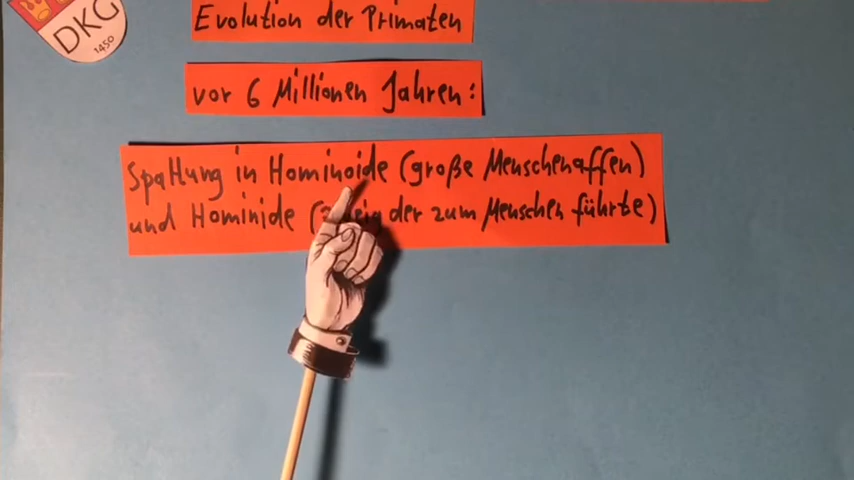 DKG
1450
Evolution der Primaten
vor 6 Millionen Jahren:
Spaltung in Hominoide (große Menschenaffen)
und Hominide ( der zum Menschen führte)